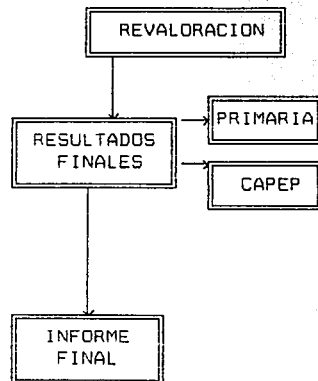 REVALORACION
RESULTADOS
FINALES
PRIMARIA
CAPEP
INFORME
FINAL